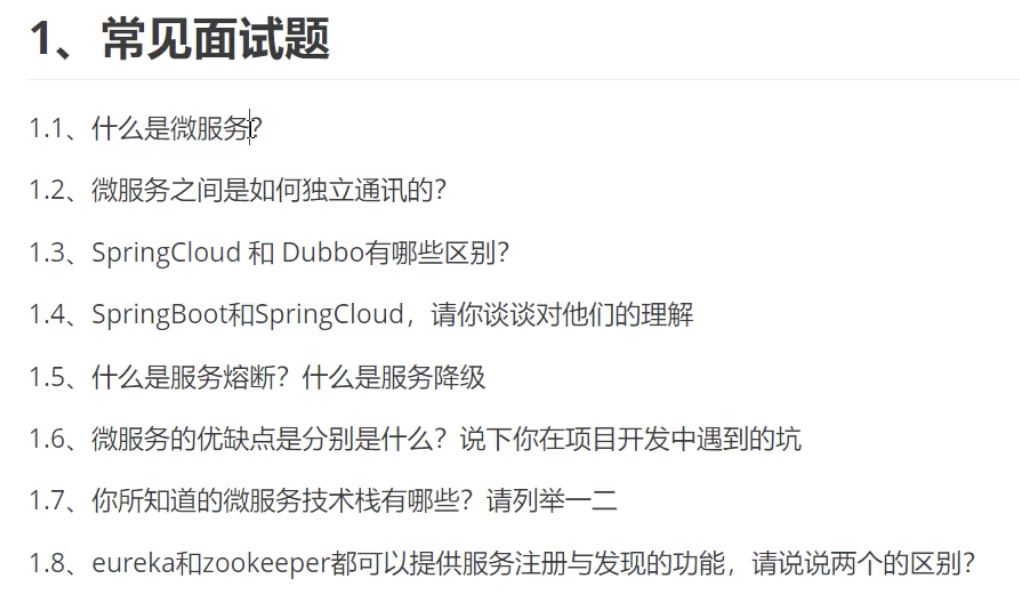 1、常见面试题
1.1、什么是微服务?
1.2、微服务之间是如何独立通讯的?
1.3、SpringCloud 和 Dubbo有哪些区别?
1.4、SpringBoot和SpringCloud，请你谈谈对他们的理解
1.5、什么是服务熔断？什么是服务降级
1.6、微服务的优缺点是分别是什么？说下你在项目开发中遇到的坑
1.7、你所知道的微服务技术栈有哪些？请列举一二
1.8、eureka和zookeeper都可以提供服务注册与发现的功能，请说说两个的区别?